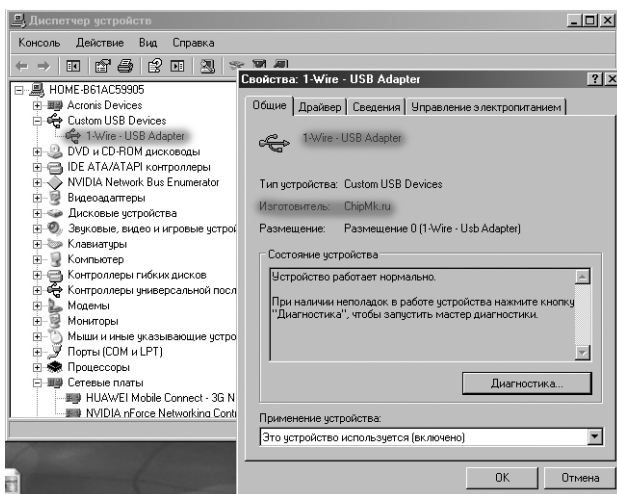 Диспетчер устройств
Консоль Действие Вид Справка
HOME-B61AC59905
Acronis Devices
Custom USB Devices
1-Wire - USB Adapter
DVD и CD-ROM дисководы
IDE ATA/ATAPI контроллеры
NVIDIA Network Bus Enumerator
Видеоадаптеры
Дисковые устройства
Звуковые, видео и игровые устрой
Клавиатуры
Компьютер
Контроллеры гибких дисков
Контроллеры универсальной посл
Модемы
Мониторы
Мыши и иные указывающие устро
Порты (COM и LPT)
Процессоры
Сетевые платы
HUAWEI Mobile Connect - 3G N
NVIDIA nForce Networking Contr
Свойства: 1-Wire - USB Adapter
Общие Драйвер Сведения Управление электропитанием
1-Wire - USB Adapter
Тип устройства: Custom USB Devices
Изготовитель: ChipMk.ru
Размещение: Размещение 0 (1-Wire - Usb Adapter)
Состояние устройства
Устройство работает нормально.
При наличии неполадок в работе устройства нажмите кнопку
"Диагностика", чтобы запустить мастер диагностики.
Диагностика...
Применение устройства:
Это устройство используется (включено)
OK Отмена